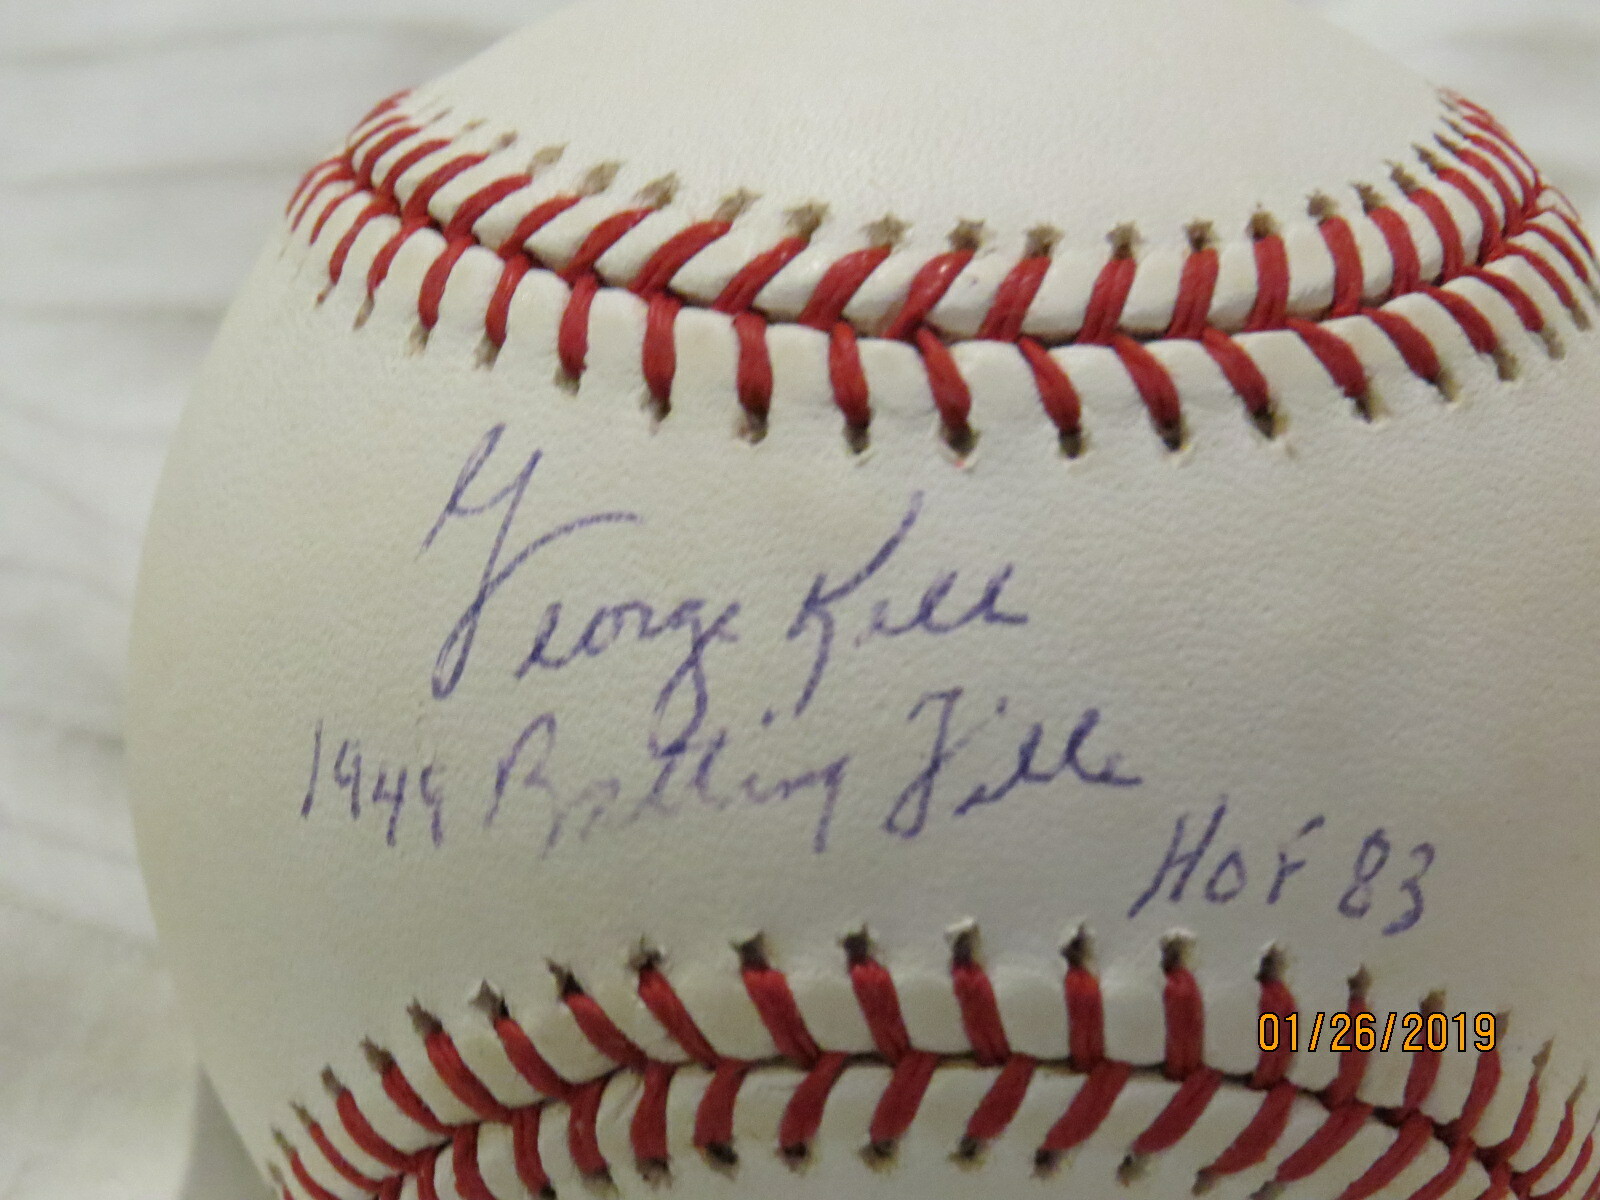 George Kell
1949 Batting Title
HOF 83
01/26/2019